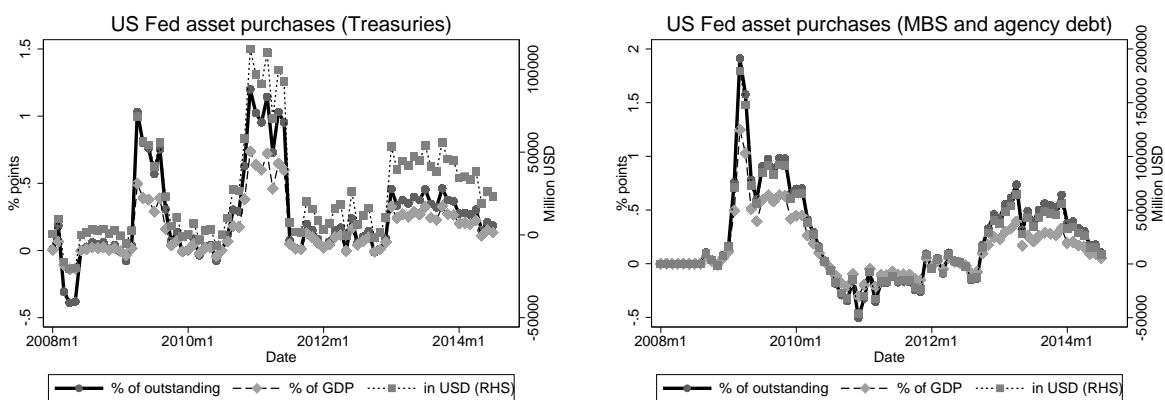 US Fed asset purchases (Treasuries)
1.5
1
.5
0
-.5
% points
100000
50000
0
-50000
Million USD
2008m1 2010m1 2012m1 2014m1
Date
% of outstanding % of GDP in USD (RHS)
US Fed asset purchases (MBS and agency debt)
2
1.5
1
.5
0
-.5
% points
200000
150000
100000
50000
0
-50000
Million USD
2008m1 2010m1 2012m1 2014m1
Date
% of outstanding % of GDP in USD (RHS)